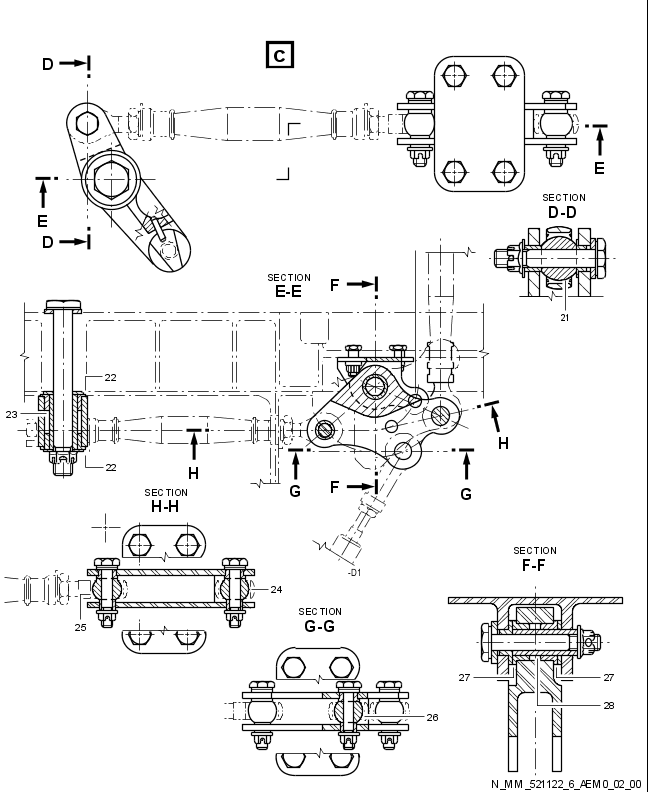 C
D
E
D
E
SECTION
D-D
21
SECTION
E-E
F
22
23
22
H
H
G
F
G
-D1
SECTION
H-H
24
25
SECTION
G-G
26
SECTION
F-F
27
27
28
N_MM_521122_6_AEM0_02_00